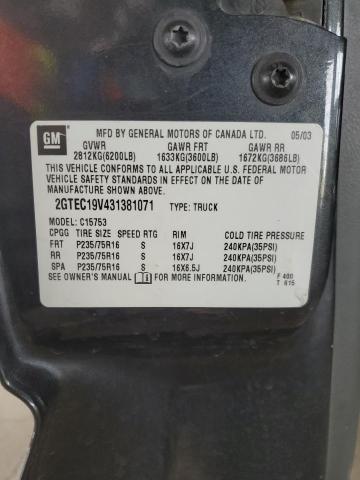 GM
MFD BY GENERAL MOTORS OF CANADA LTD. 05/03
GVWR GAWR FRT GAWR RR
2812KG(6200LB) 1633KG(3600LB) 1672KG(3686LB)
THIS VEHICLE CONFORMS TO ALL APPLICABLE U.S. FEDERAL MOTOR
VEHICLE SAFETY STANDARDS IN EFFECT ON THE DATE OF
MANUFACTURE SHOWN ABOVE.
2GTEC19V431381071 TYPE: TRUCK
MODEL: C15753
CPGG TIRE SIZE SPEED RTG RIM COLD TIRE PRESSURE
FRT P235/75R16 S 16X7J 240KPA(35PSI)
RR P235/75R16 S 16X7J 240KPA(35PSI)
SPA P235/75R16 S 16X6.5J 240KPA(35PSI)
SEE OWNER'S MANUAL FOR MORE INFORMATION. F 400
T 615